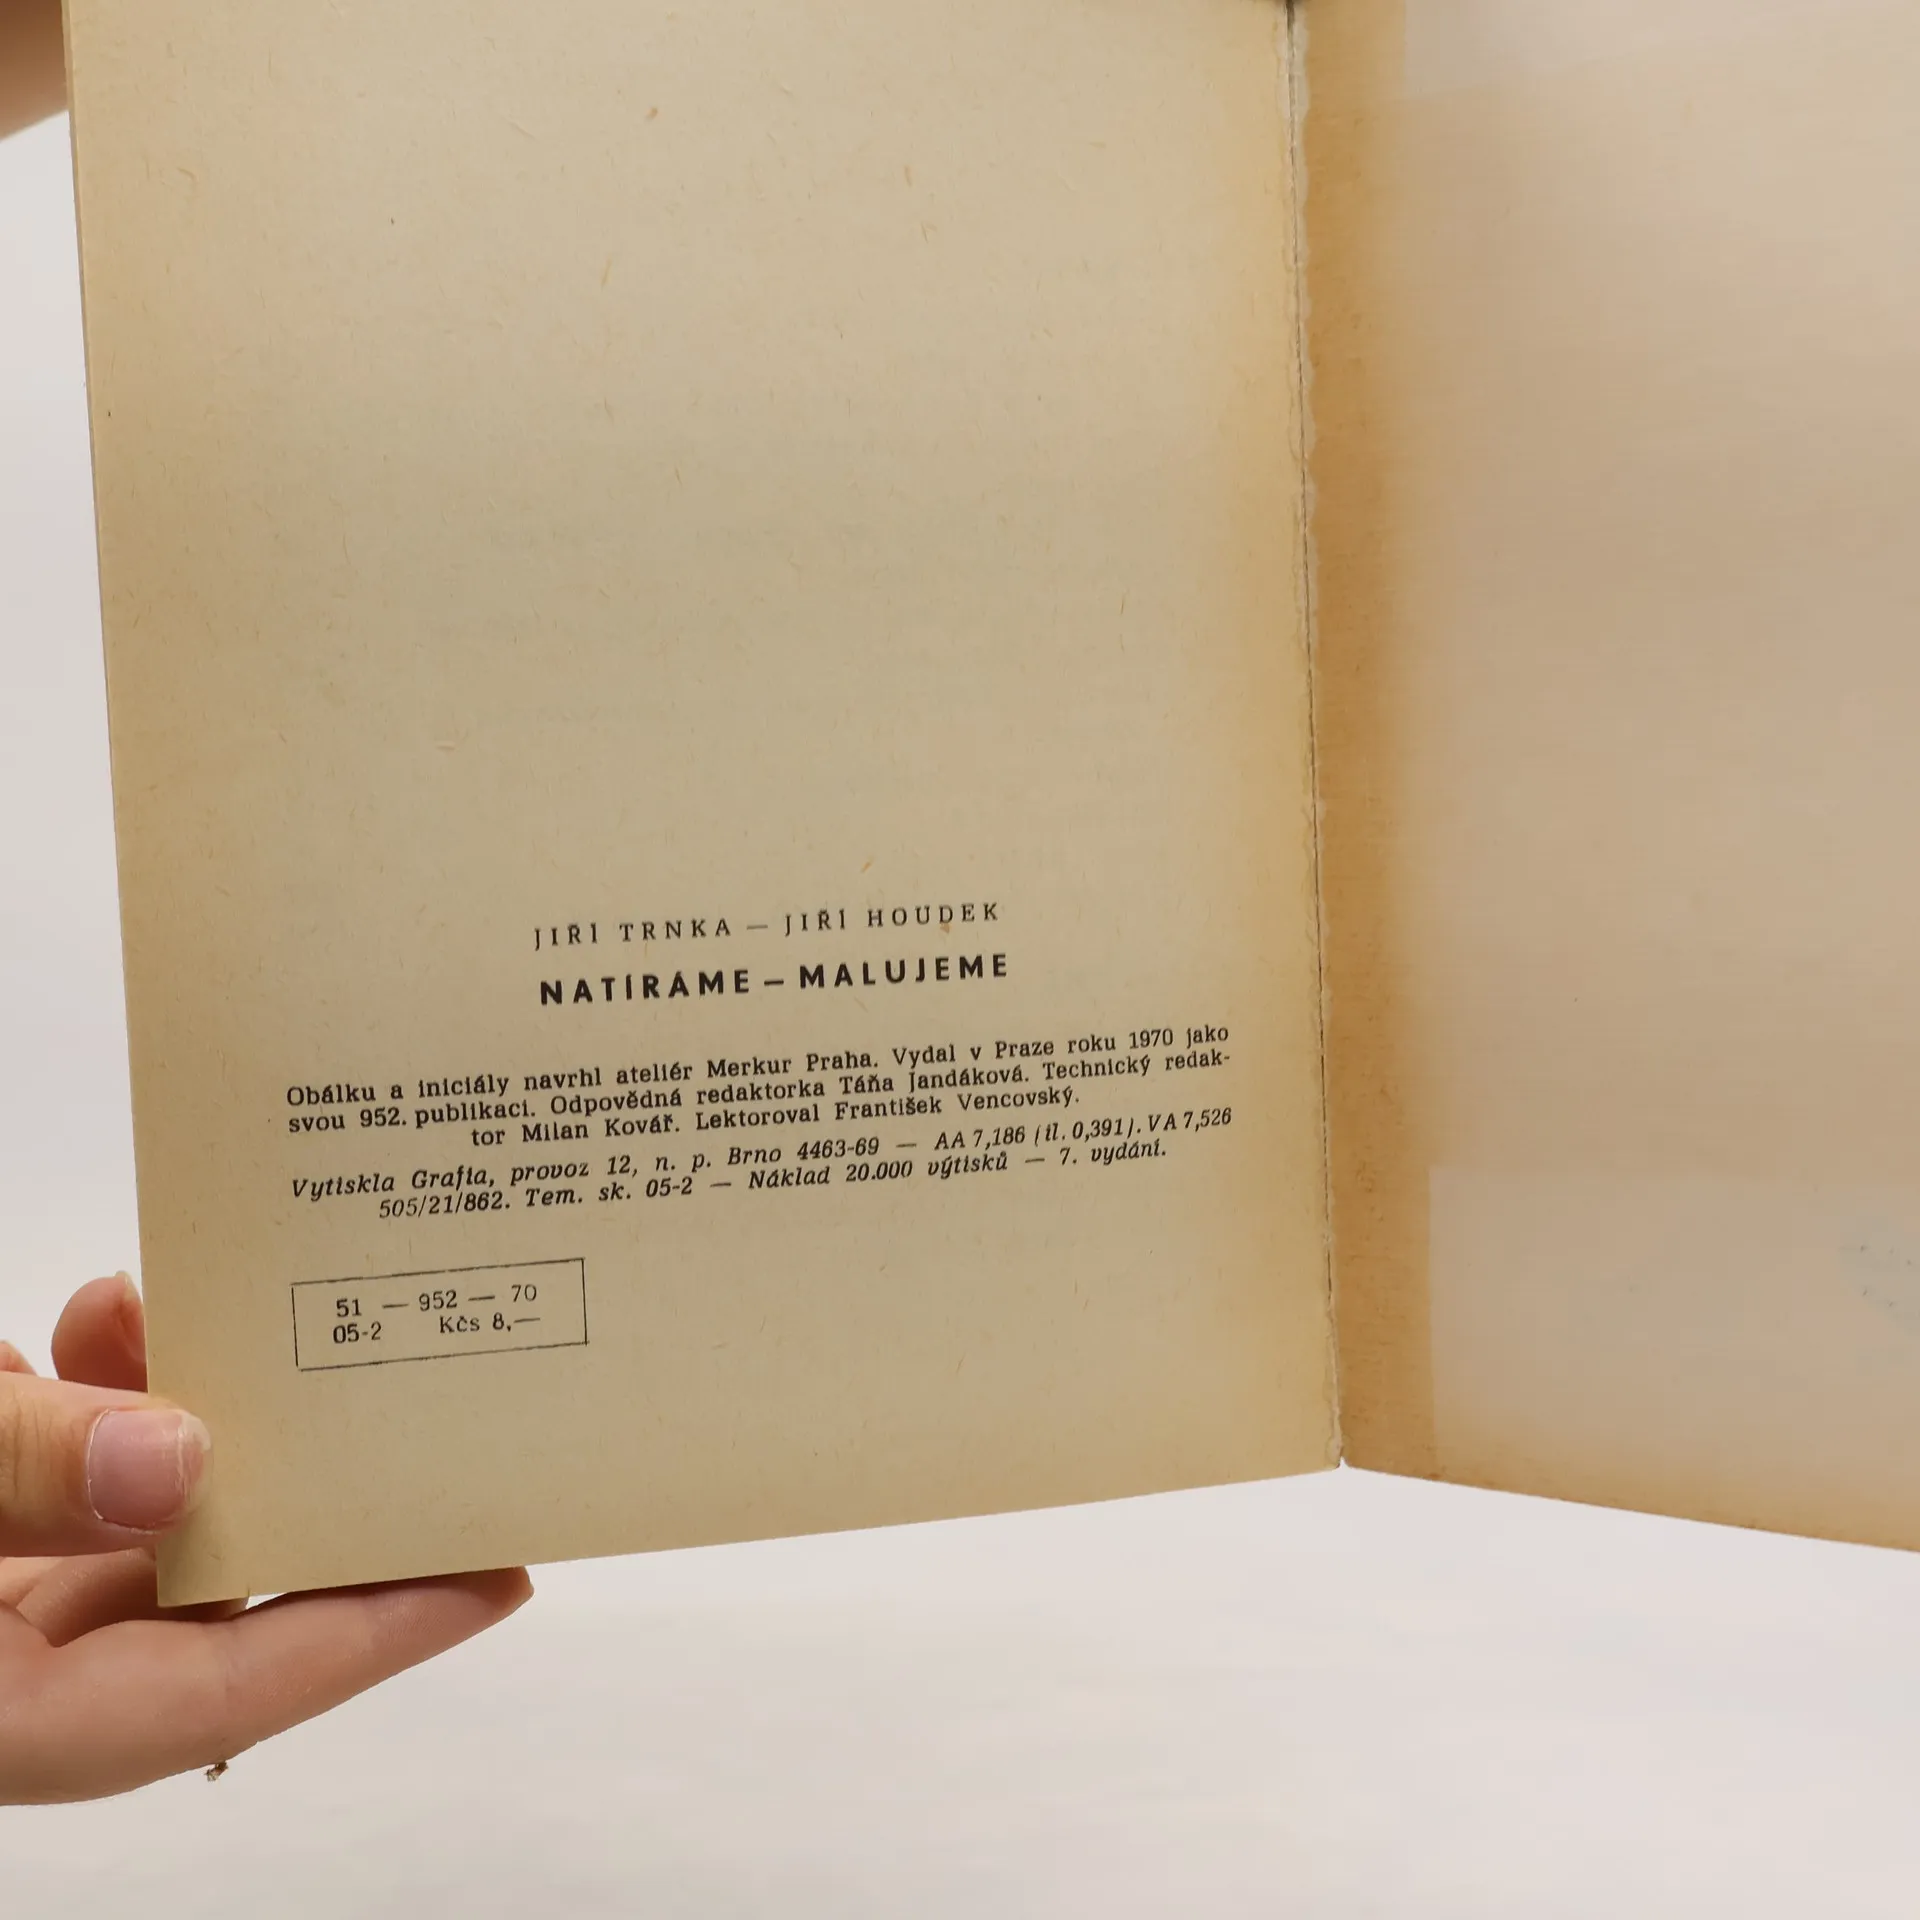 JIŘÍ TRNKA — JIŘÍ HOUDEK
NATÍRÁME — MALUJEME
Obálku a iniciály navrhl ateliér Merkur Praha. Vydal v Praze roku 1970 jako
svou 952. publikaci. Odpovědná redaktorka Táňa Jandáková. Technický redak-
tor Milan Kovář. Lektoroval František Vencovský.
Vytiskla Grafia, provoz 12, n. p. Brno 4463-69 — AA 7,186 (il. 0,391). VA 7,526
505/21/862. Tem. sk. 05-2 — Náklad 20.000 výtisků — 7. vydání.
51 — 952 — 70
05-2 Kčs 8,—